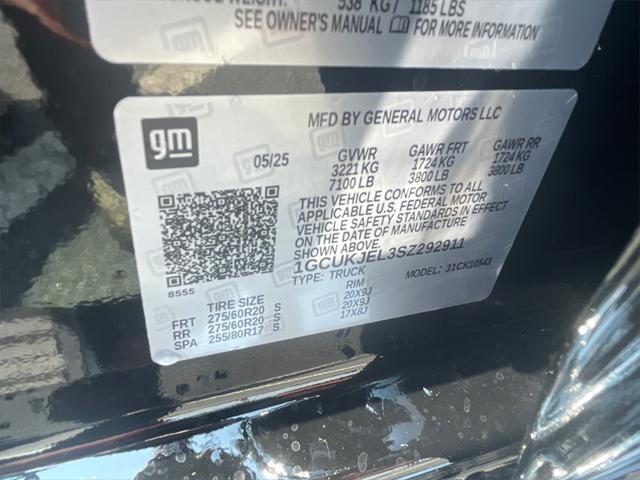 538 KG / 1185 LBS
SEE OWNER'S MANUAL FOR MORE INFORMATION
gm
MFD BY GENERAL MOTORS LLC
05/25 GVWR GAWR FRT GAWR RR
3221 KG 1724 KG 1724 KG
7100 LB 3800 LB 3800 LB
THIS VEHICLE CONFORMS TO ALL
APPLICABLE U.S. FEDERAL MOTOR
VEHICLE SAFETY STANDARDS IN EFFECT
ON THE DATE OF MANUFACTURE
SHOWN ABOVE.
1GCUKJEL3SZ292911
TYPE: TRUCK MODEL: 31CK10543
8555
TIRE SIZE RIM
FRT 275/60R20 S 20X9J
RR 275/60R20 S 20X9J
SPA 255/80R17 S 17X8J